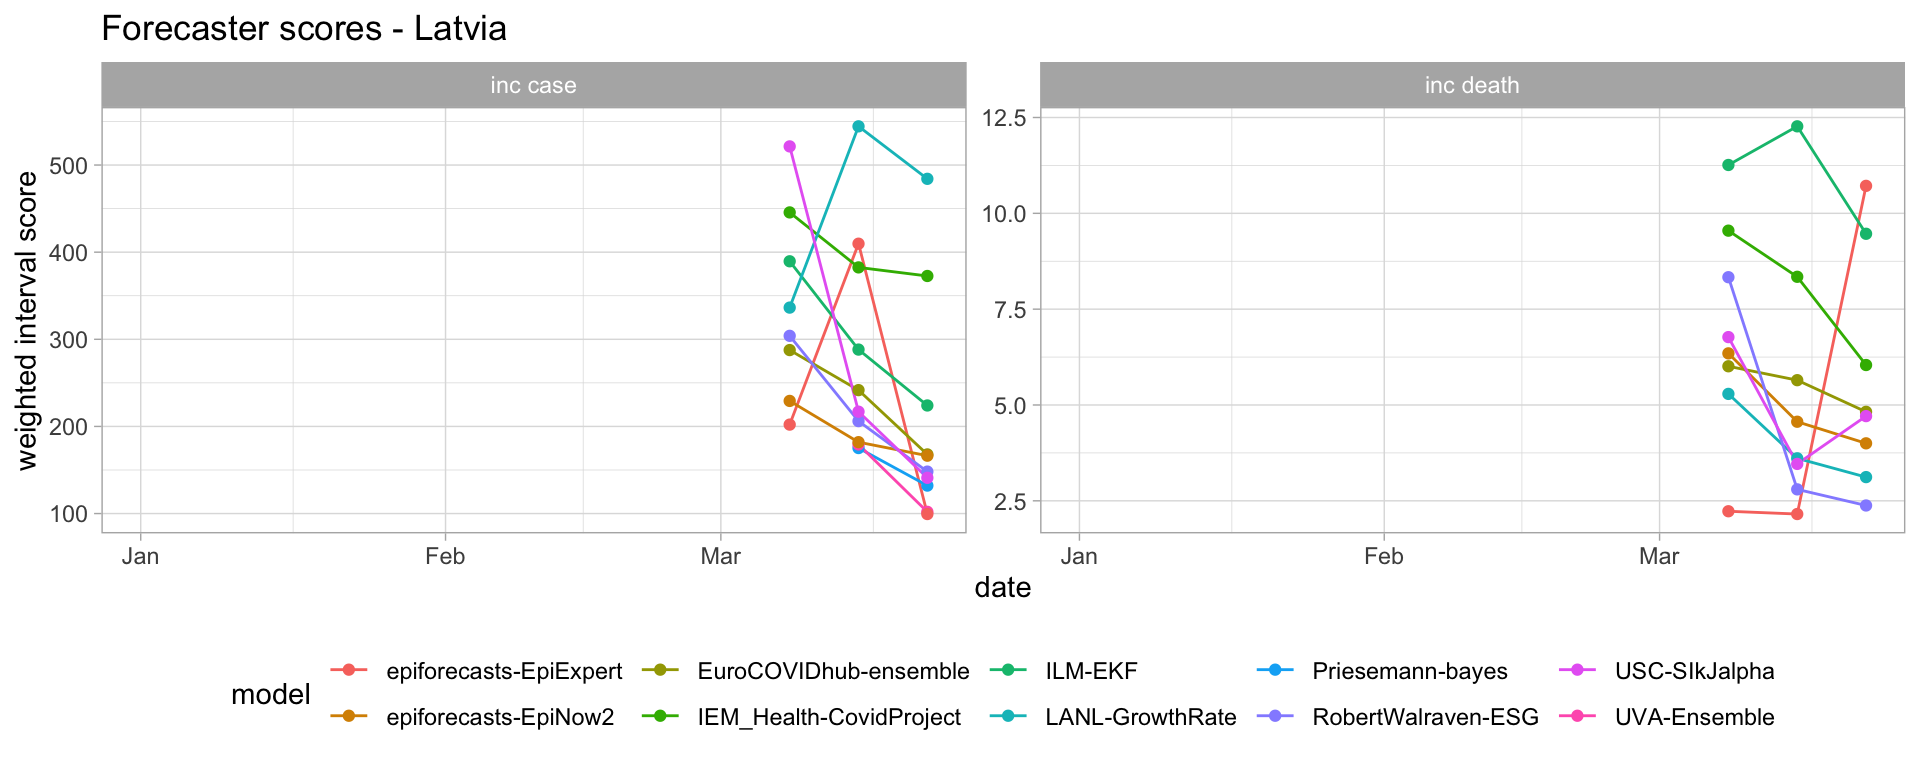 Forecaster scores - Latvia
inc case
inc death
weighted interval score
500
400
300
200
100
12.5
10.0
7.5
5.0
2.5
Jan Feb Mar
Jan Feb Mar
date
model
epiforecasts-EpiExpert EuroCOVIDhub-ensemble ILM-EKF Priesemann-bayes USC-SIkJalpha
epiforecasts-EpiNow2 IEM_Health-CovidProject LANL-GrowthRate RobertWalraven-ESG UVA-Ensemble